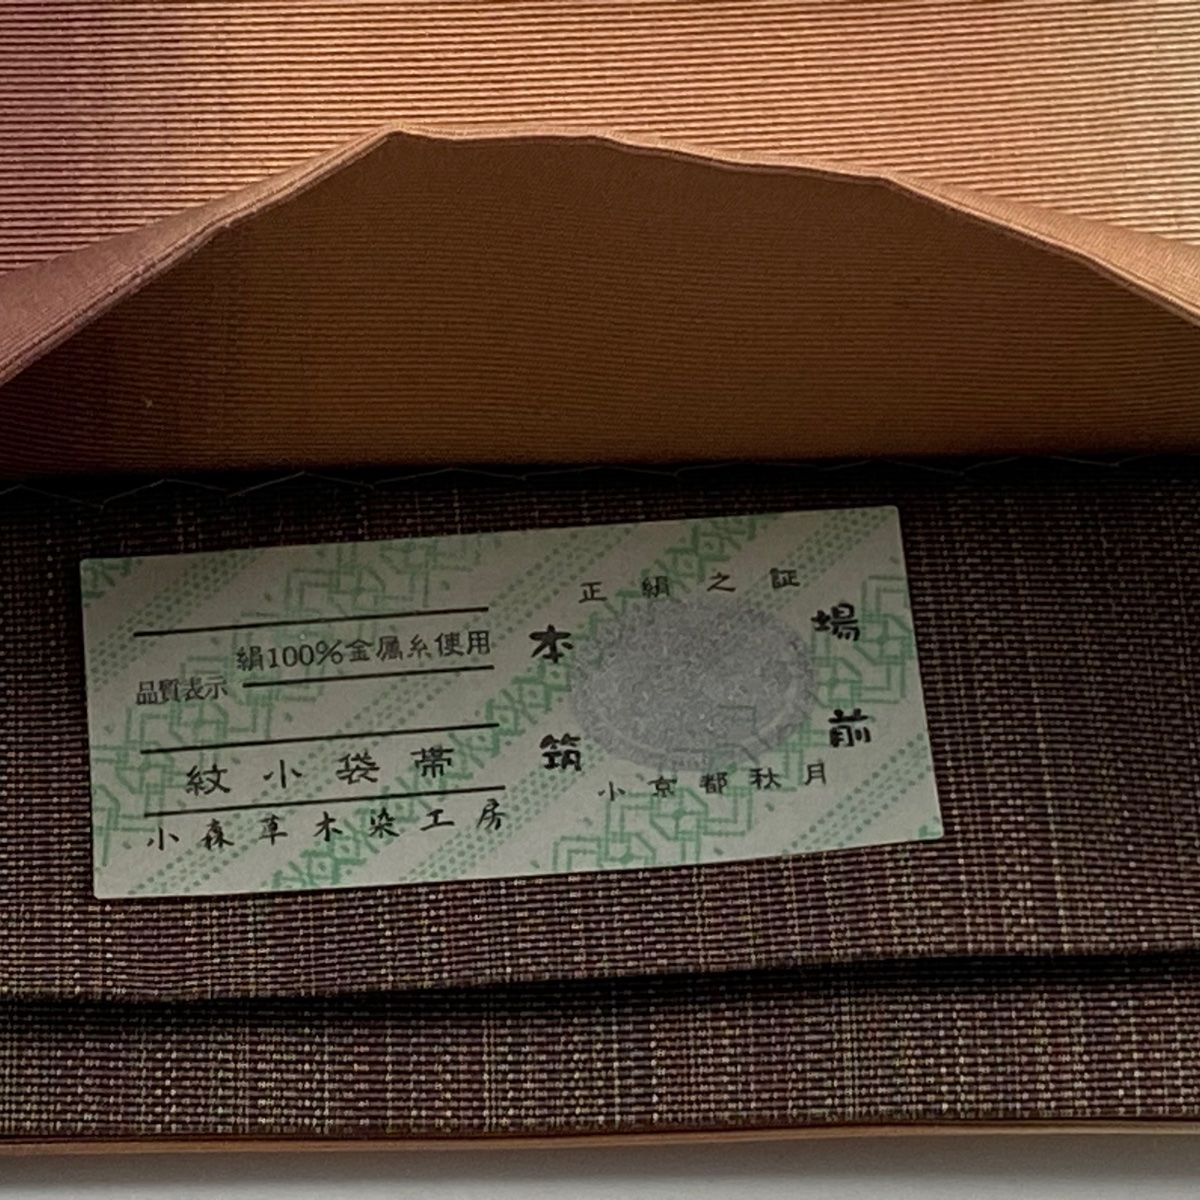 絹100%金属糸使用
品質表示
紋小袋帯
小森草木染工房
正絹之証
本場
筑前
小京都秋月